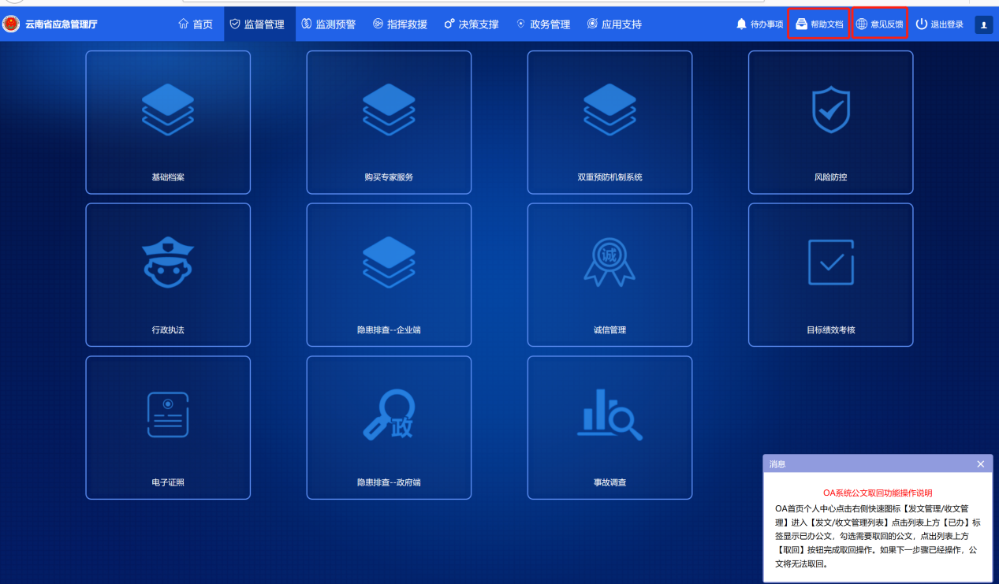 云南省应急管理厅
首页
监督管理
监测预警
指挥救援
决策支撑
政务管理
应用支持
待办事项
帮助文档
意见反馈
退出登录
基础档案
购买专家服务
双重预防机制系统
风险防控
行政执法
隐患排查--企业端
诚
诚信管理
目标绩效考核
电子证照
政
隐患排查--政府端
事故调查
消息
OA系统公文取回功能操作说明
OA首页个人中心点击右侧快速图标【发文管理/收文管
理】进入【发文/收文管理列表】点击列表上方【已办】标
签显示已办公文，勾选需要取回的公文，点出列表上方
【取回】按钮完成取回操作。如果下一步骤已经操作，公
文将无法取回。